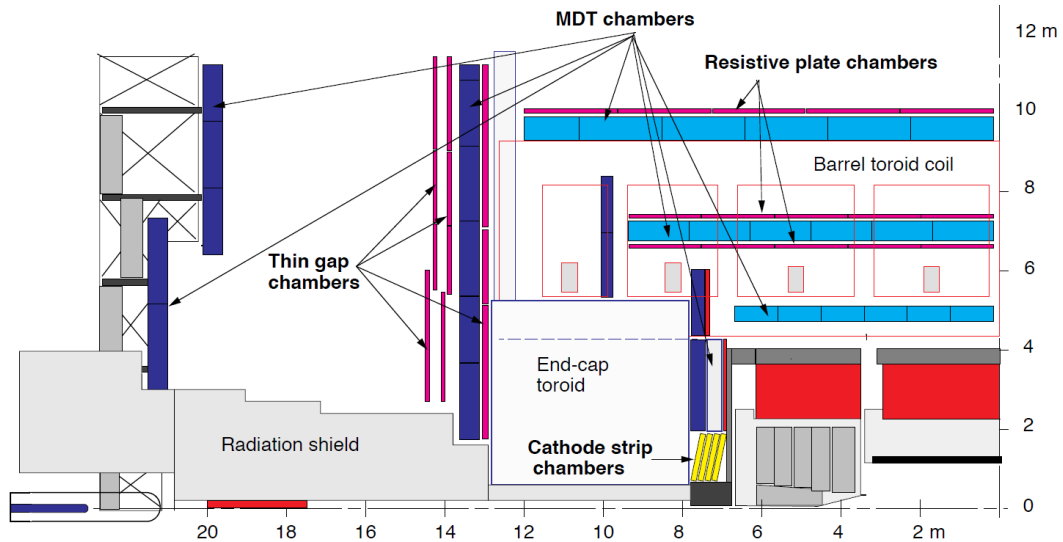 MDT chambers
12 m
Resistive plate chambers
10
Barrel toroid coil
8
Thin gap
chambers
6
End-cap
toroid
4
Radiation shield
Cathode strip
chambers
2
0
20 18 16 14 12 10 8 6 4 2 m